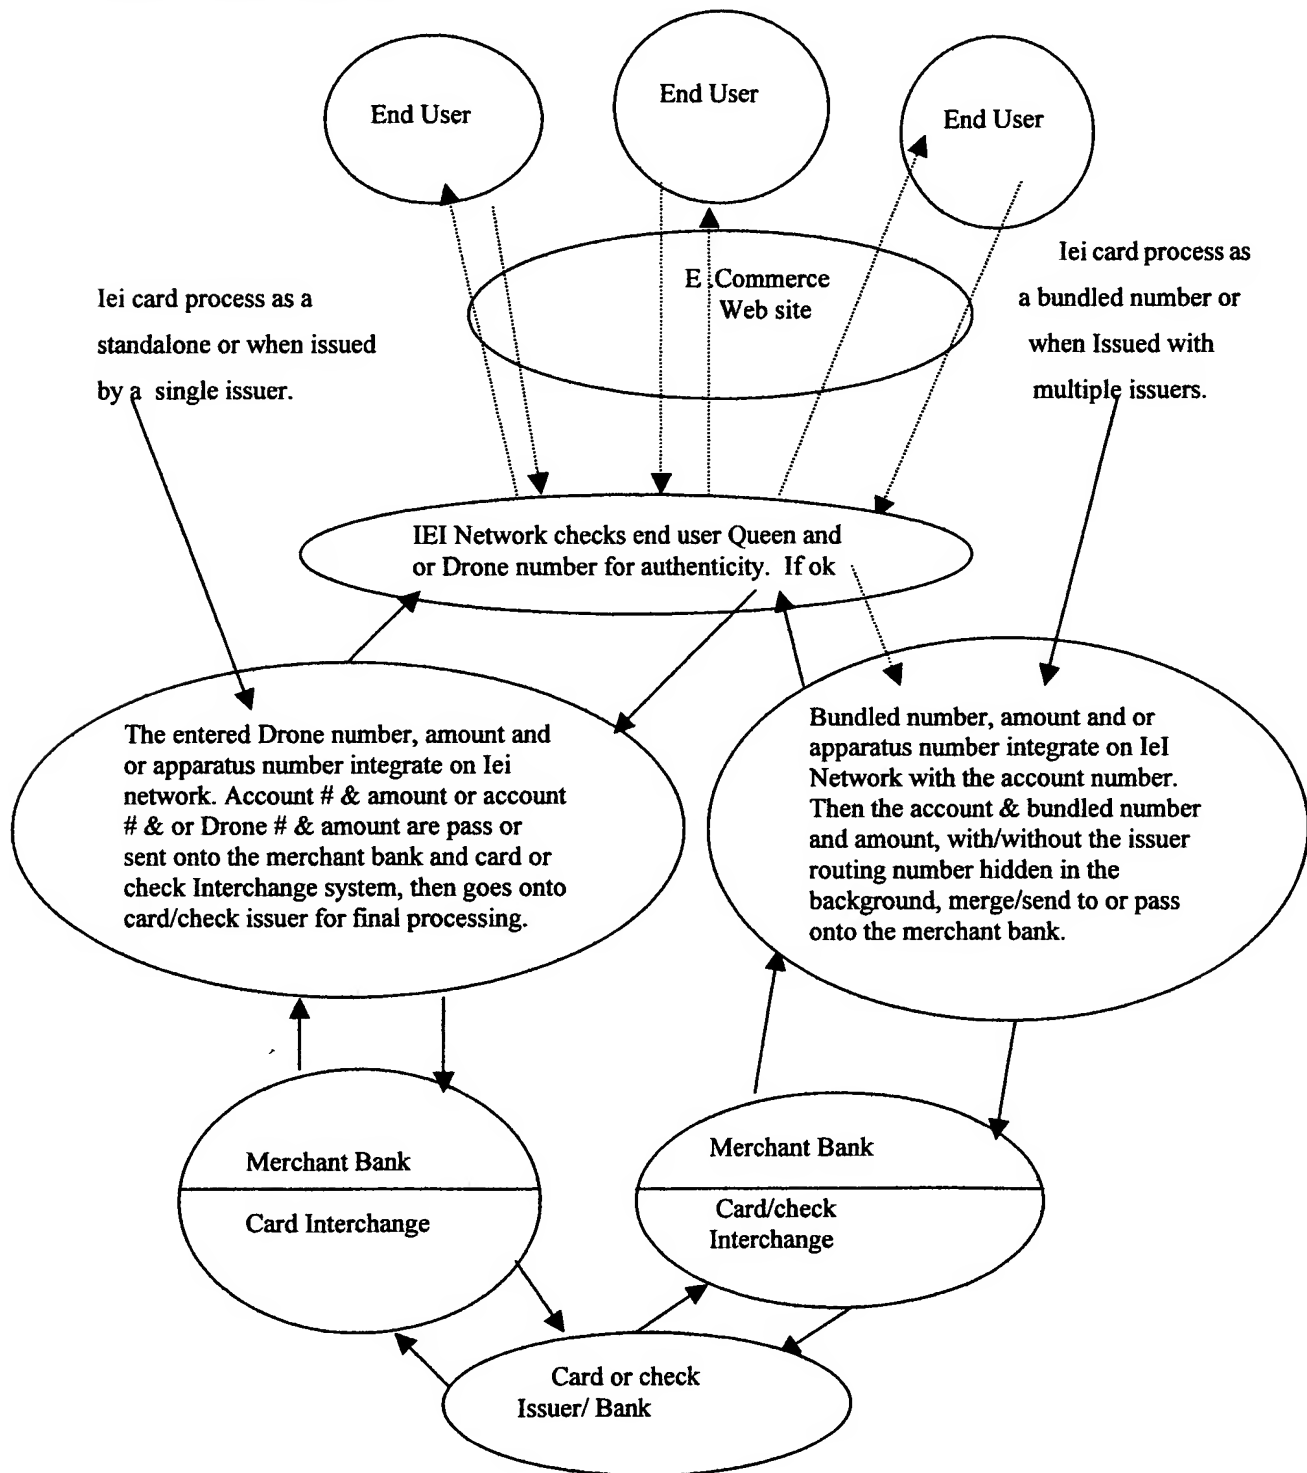 End User
End User
End User
E .Commerce
Web site
Iei card process as a
standalone or when issued
by a single issuer.
Iei card process as
a bundled number or
when Issued with
multiple issuers.
IEI Network checks end user Queen and
or Drone number for authenticity. If ok
The entered Drone number, amount and
or apparatus number integrate on Iei
network. Account # & amount or account
# & or Drone # & amount are pass or
sent onto the merchant bank and card or
check Interchange system, then goes onto
card/check issuer for final processing.
Bundled number, amount and or
apparatus number integrate on IeI
Network with the account number.
Then the account & bundled number
and amount, with/without the issuer
routing number hidden in the
background, merge/send to or pass
onto the merchant bank.
Merchant Bank
Card Interchange
Merchant Bank
Card/check
Interchange
Card or check
Issuer/ Bank